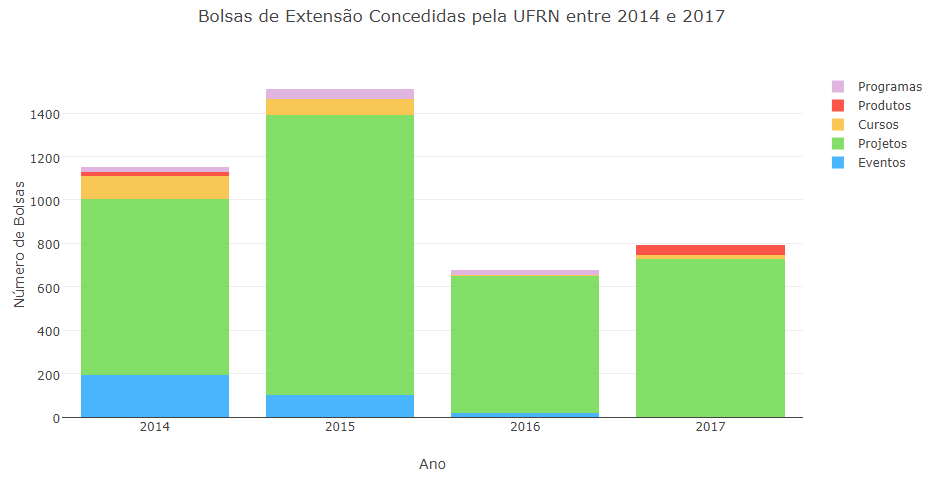 Bolsas de Extensão Concedidas pela UFRN entre 2014 e 2017
Programas
Produtos
Cursos
Projetos
Eventos
Número de Bolsas
1400
1200
1000
800
600
400
200
0
2014 2015 2016 2017
Ano